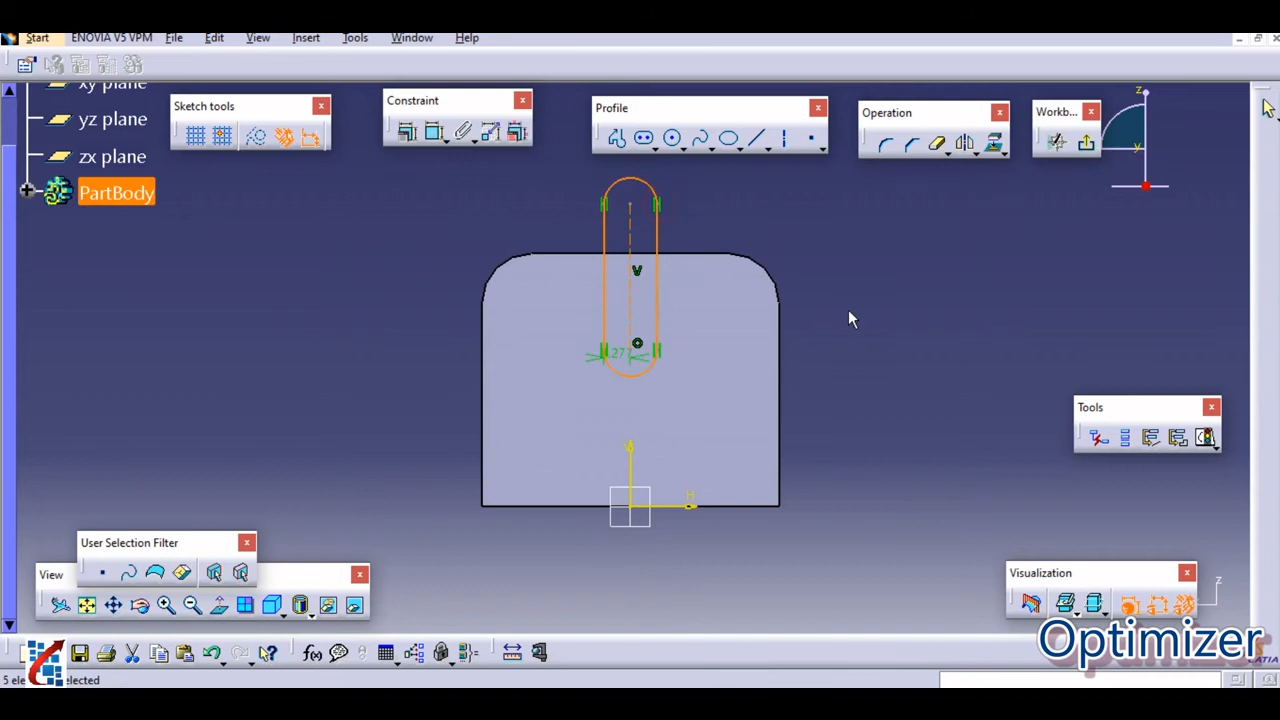 Start ENOVIA V5 VPM File Edit View Insert Tools Window Help
xy plane
yz plane
zx plane
PartBody
Sketch tools
Constraint
Profile
Operation
Workb...
z
y
V
V
H
Tools
User Selection Filter
View
Visualization
z
f(x)
Optimizer